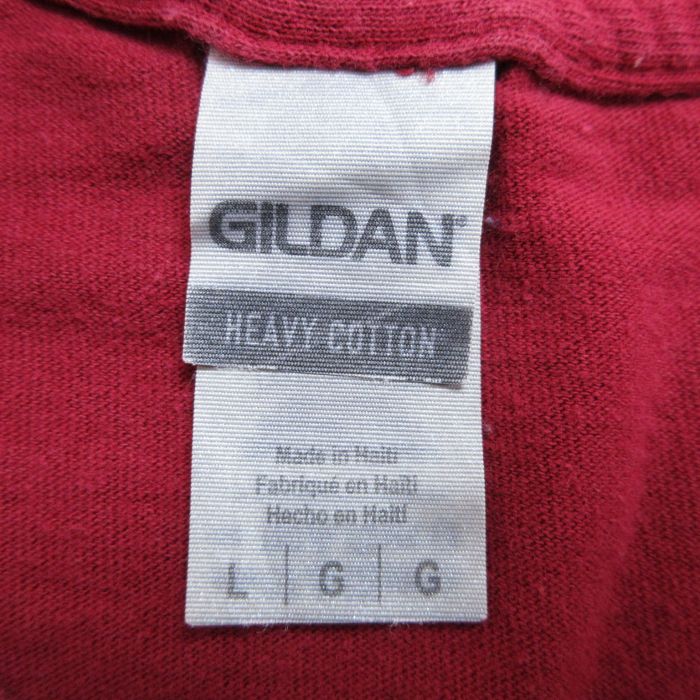 GILDAN®
HEAVY COTTON
Made in Haiti
Fabriqué en Haïti
Hecho en Haití
L | G | G